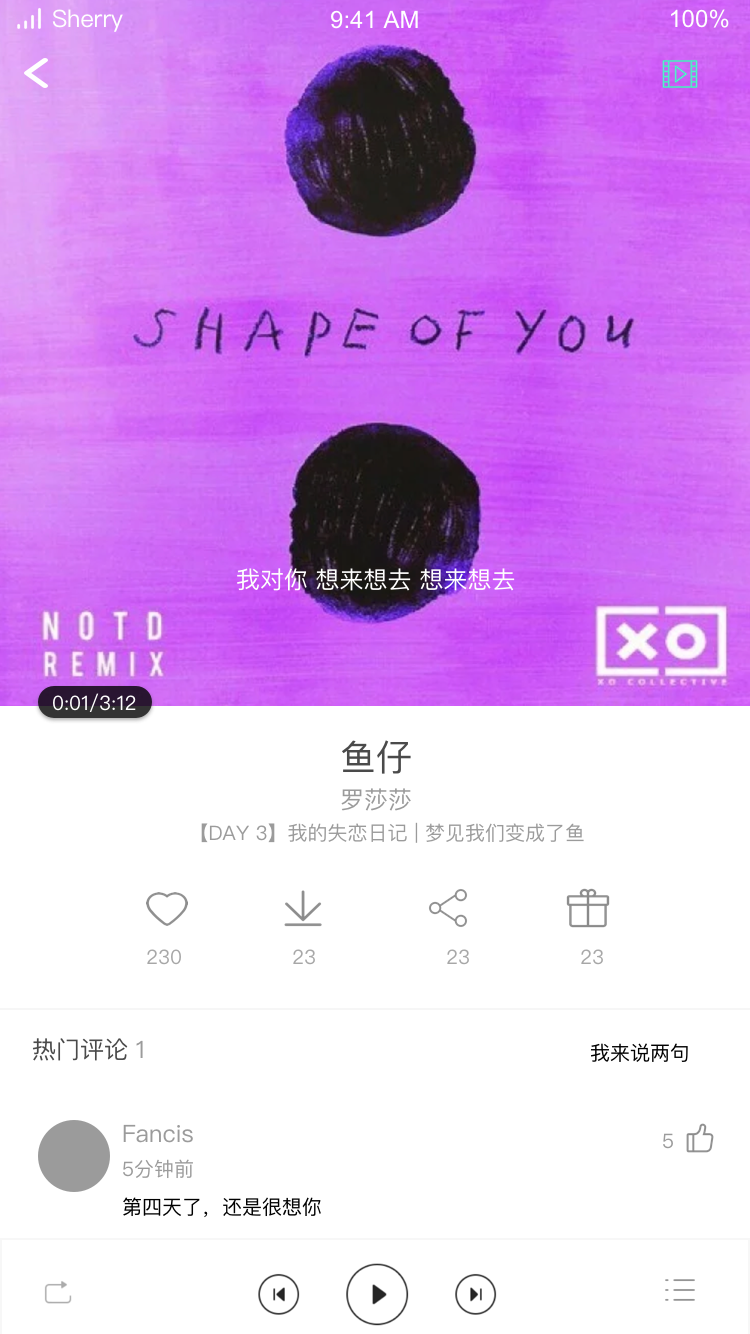 Sherry
9:41 AM
100%
SHAPE OF YOU
我对你 想来想去 想来想去
NOTD
REMIX
XO
XO COLLECTIVE
0:01/3:12
鱼仔
罗莎莎
【DAY 3】我的失恋日记 | 梦见我们变成了鱼
230
23
23
23
热门评论 1
我来说两句
Fancis
5
5分钟前
第四天了，还是很想你